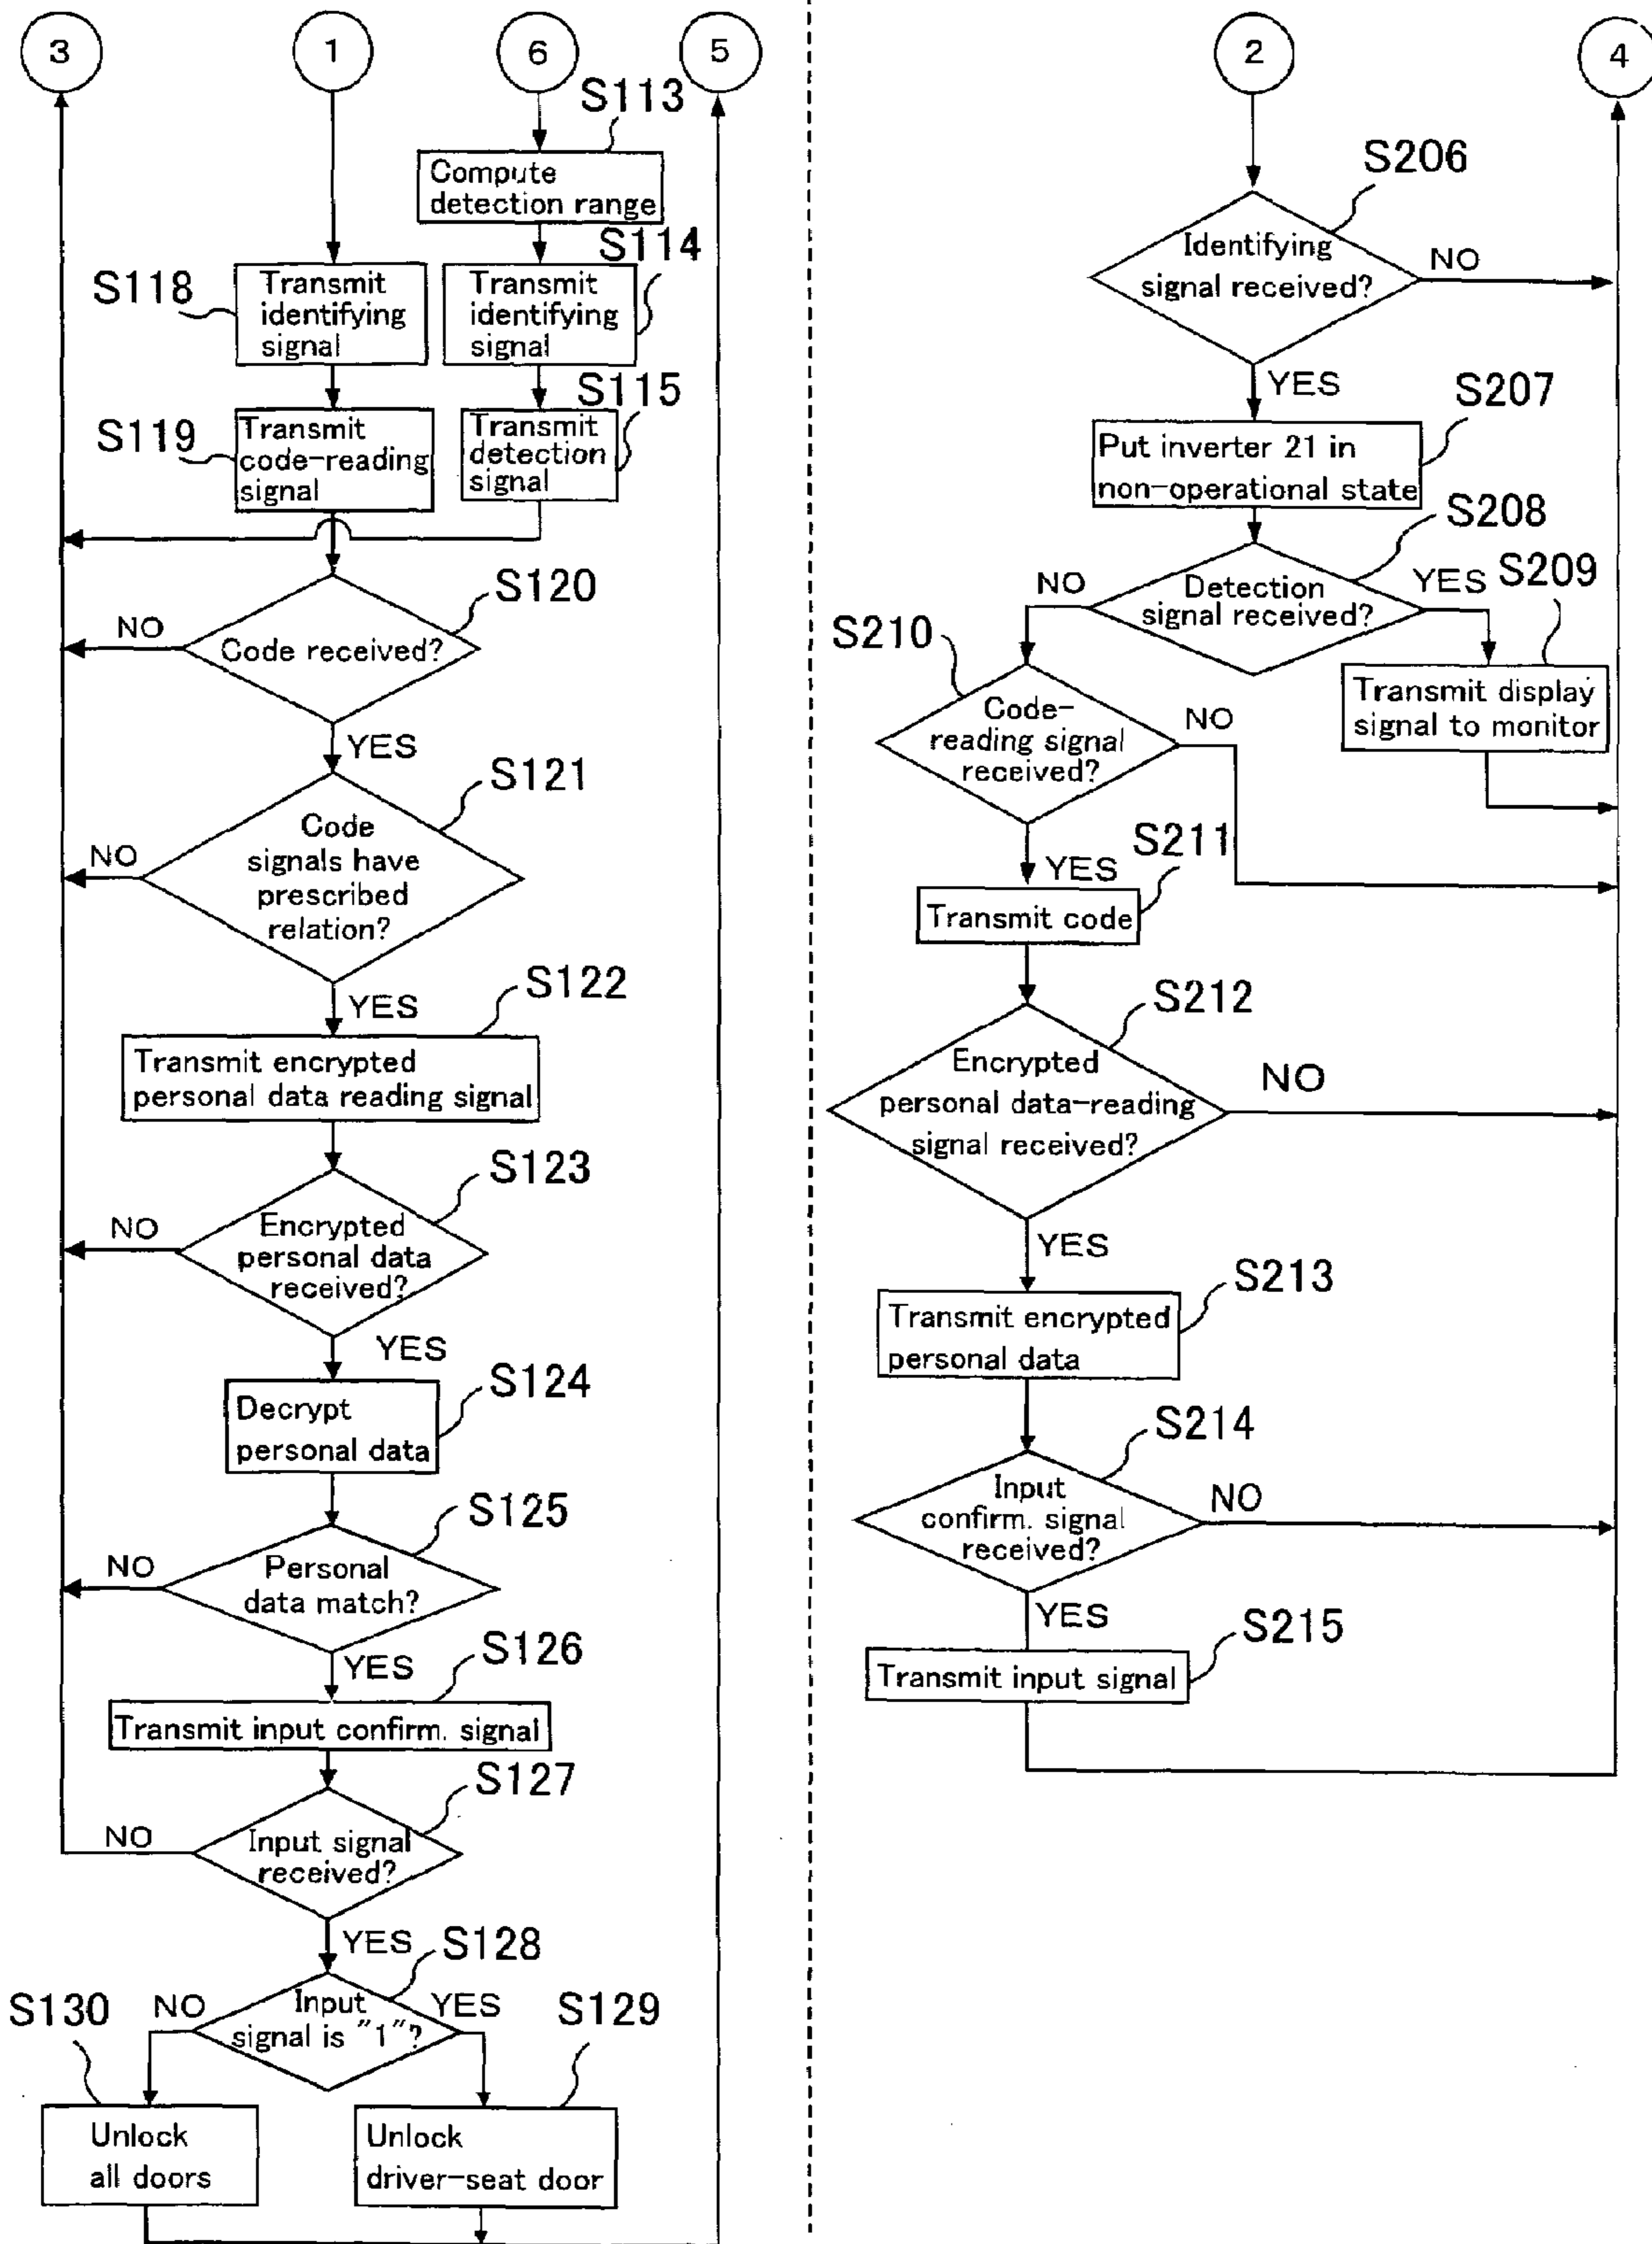 3
1
6
5
S113
Compute
detection range
S114
S118
Transmit
identifying
signal
Transmit
identifying
signal
S115
S119
Transmit
code-reading
signal
Transmit
detection
signal
S120
NO
Code received?
YES
S121
NO
Code
signals have
prescribed
relation?
YES
S122
Transmit encrypted
personal data reading signal
S123
NO
Encrypted
personal data
received?
YES
S124
Decrypt
personal data
S125
NO
Personal
data match?
YES
S126
Transmit input confirm. signal
S127
NO
Input signal
received?
YES
S128
S130
NO
Input
signal is "1"?
YES
S129
Unlock
all doors
Unlock
driver-seat door
2
4
S206
Identifying
signal received?
NO
YES
S207
Put inverter 21 in
non-operational state
S208
NO
Detection
signal received?
YES
S209
S210
Transmit display
signal to monitor
Code-
reading signal
received?
NO
YES
S211
Transmit code
S212
Encrypted
personal data-reading
signal received?
NO
YES
S213
Transmit encrypted
personal data
S214
Input
confirm. signal
received?
NO
YES
S215
Transmit input signal